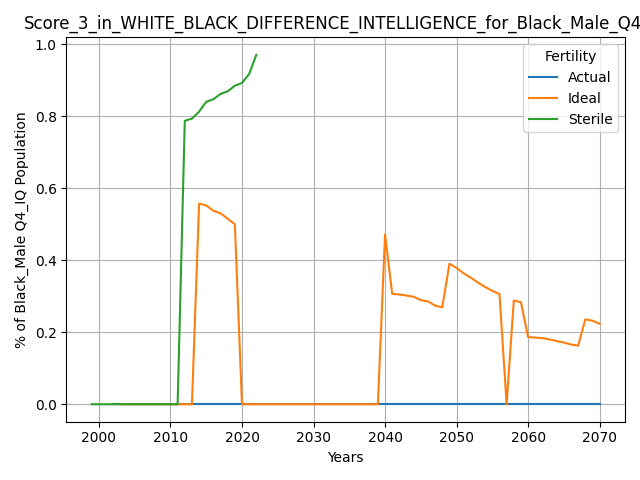 Score_3_in_WHITE_BLACK_DIFFERENCE_INTELLIGENCE_for_Black_Male_Q4
Fertility
Actual
Ideal
Sterile
% of Black_Male Q4_IQ Population
1.0
0.8
0.6
0.4
0.2
0.0
2000 2010 2020 2030 2040 2050 2060 2070
Years